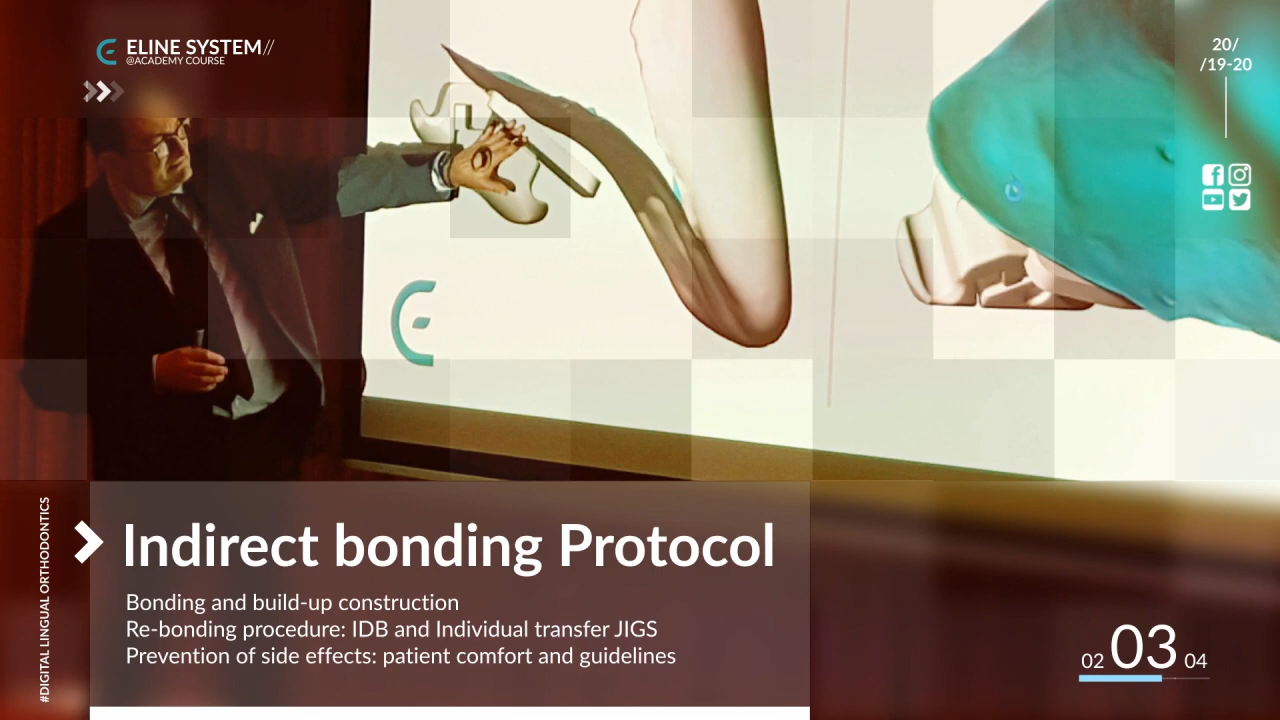 ELINE SYSTEM//
@ACADEMY COURSE
20/
/19-20
#DIGITAL LINGUAL ORTHODONTICS
Indirect bonding Protocol
Bonding and build-up construction
Re-bonding procedure: IDB and Individual transfer JIGS
Prevention of side effects: patient comfort and guidelines
02 03 04